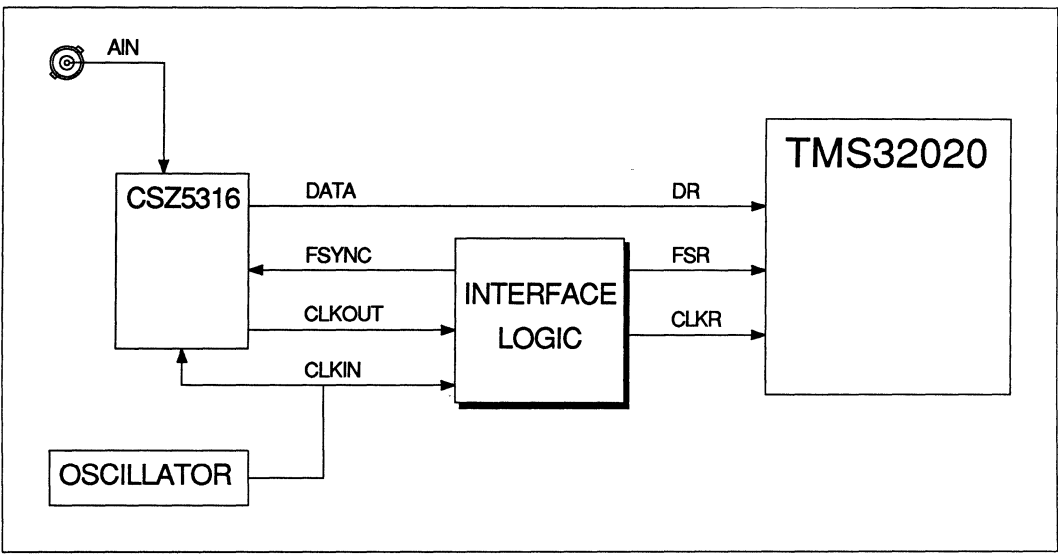 AIN
TMS32020
CSZ5316
DATA
DR
FSYNC
FSR
INTERFACE
LOGIC
CLKOUT
CLKR
CLKIN
OSCILLATOR